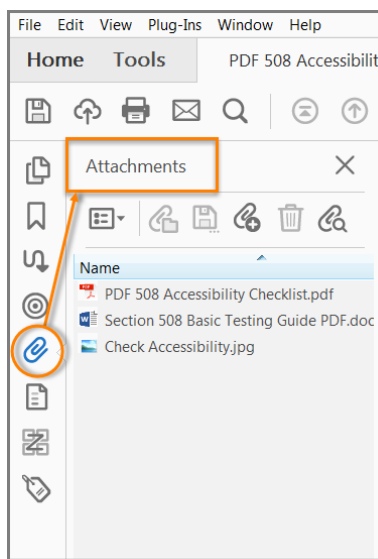 File Edit View Plug-Ins Window Help
Home Tools PDF 508 Accessibilit
Attachments
Name
PDF 508 Accessibility Checklist.pdf
Section 508 Basic Testing Guide PDF.doc
Check Accessibility.jpg